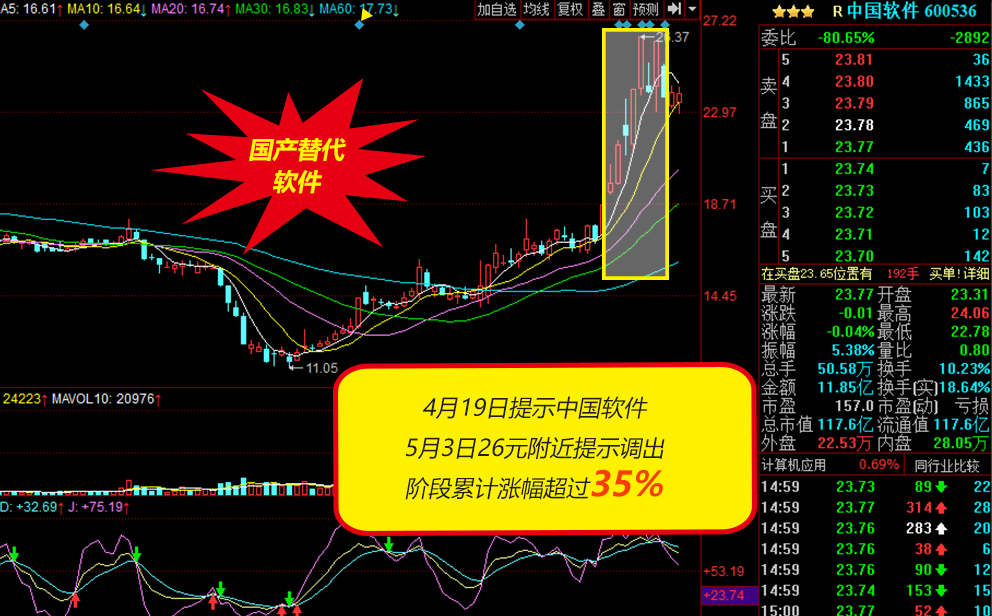 A5: 16.61↑ MA10: 16.64↓ MA20: 16.74↑ MA30: 16.83↓ MA60: 17.73↓
加自选 均线 复权 叠 窗 预测
27.22
26.37
22.97
18.71
14.45
11.05
国产替代
软件
4月19日提示中国软件
5月3日26元附近提示调出
阶段累计涨幅超过35%
24223↑ MAVOL10: 20976↑
D: +32.69↑ J: +75.19↑
+53.19
+23.74
R 中国软件 600536
委比 -80.65% -2892
卖盘
5 23.81 36
4 23.80 1433
3 23.79 865
2 23.78 469
1 23.77 436
买盘
1 23.74 7
2 23.73 83
3 23.72 103
4 23.71 12
5 23.70 142
在买盘23.65位置有 192手 买单!详细
最新 23.77 开盘 23.31
涨跌 -0.01 最高 24.06
涨幅 -0.04% 最低 22.78
振幅 5.38% 量比 0.80
总手 50.58万 换手 10.23%
金额 11.85亿 换手(实) 18.64%
市盈 157.0 市盈(动) 亏损
总市值 117.6亿 流通值 117.6亿
外盘 22.53万 内盘 28.05万
计算机应用 0.69% 同行业比较
14:59 23.73 89↓ 22
14:59 23.77 314↑ 28
14:59 23.76 283↑ 20
14:59 23.76 38↑ 6
14:59 23.76 90↓ 12
14:59 23.74 153↓ 15
15:00 23.77 52↑ 10